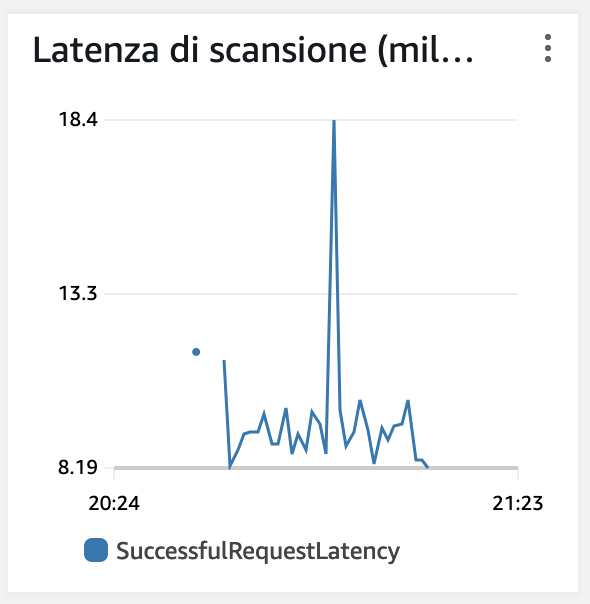 Latenza di scansione (mil...
18.4
13.3
8.19
20:24 21:23
SuccessfulRequestLatency